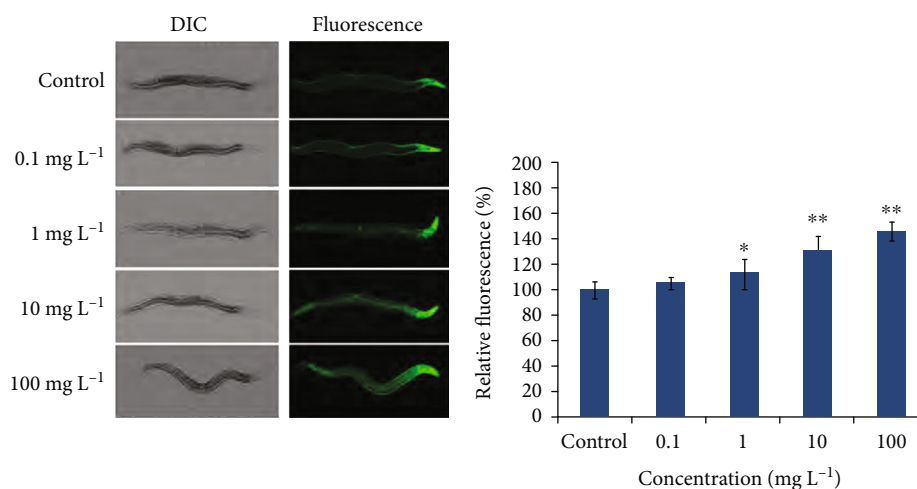 DIC Fluorescence
Control
0.1 mg L⁻¹
1 mg L⁻¹
10 mg L⁻¹
100 mg L⁻¹
Relative fluorescence (%)
200
180
160
140
120
100
80
60
40
20
0
*
**
**
Control 0.1 1 10 100
Concentration (mg L⁻¹)